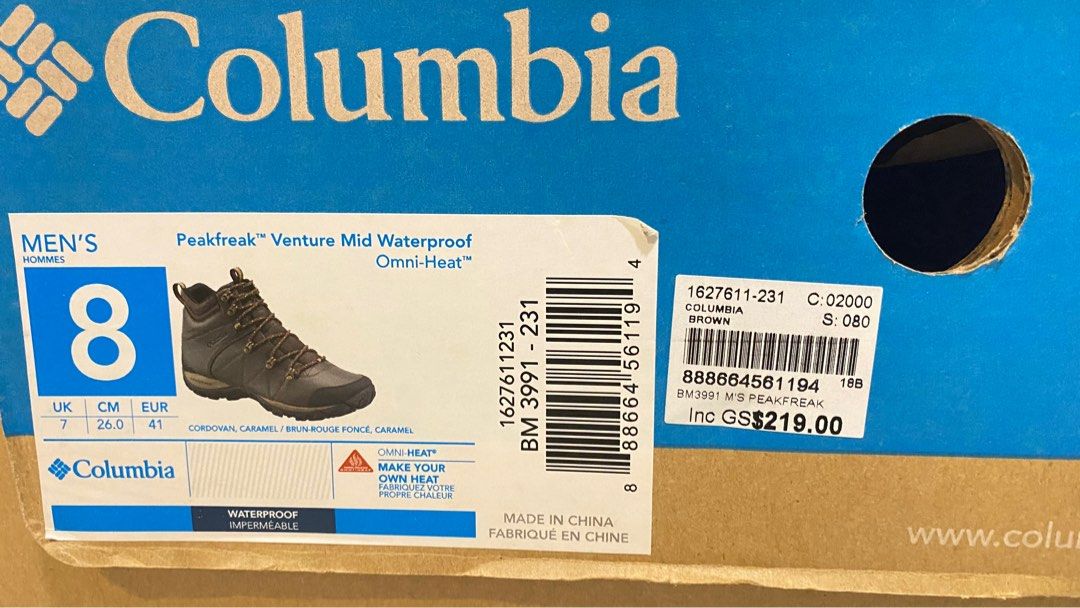 Columbia
MEN'S
HOMMES
8
UK CM EUR
7 26.0 41
Peakfreak™ Venture Mid Waterproof
Omni-Heat™
CORDOVAN, CARAMEL / BRUN-ROUGE FONCÉ, CARAMEL
Columbia
OMNI-HEAT®
MAKE YOUR
OWN HEAT
FABRIQUEZ VOTRE
PROPRE CHALEUR
WATERPROOF
IMPERMÉABLE
1627611231
BM 3991 - 231
8 88664 56119 4
MADE IN CHINA
FABRIQUÉ EN CHINE
1627611-231 C:02000
COLUMBIA S: 080
BROWN
888664561194 18B
BM3991 M'S PEAKFREAK
Inc GS$219.00
www.colu